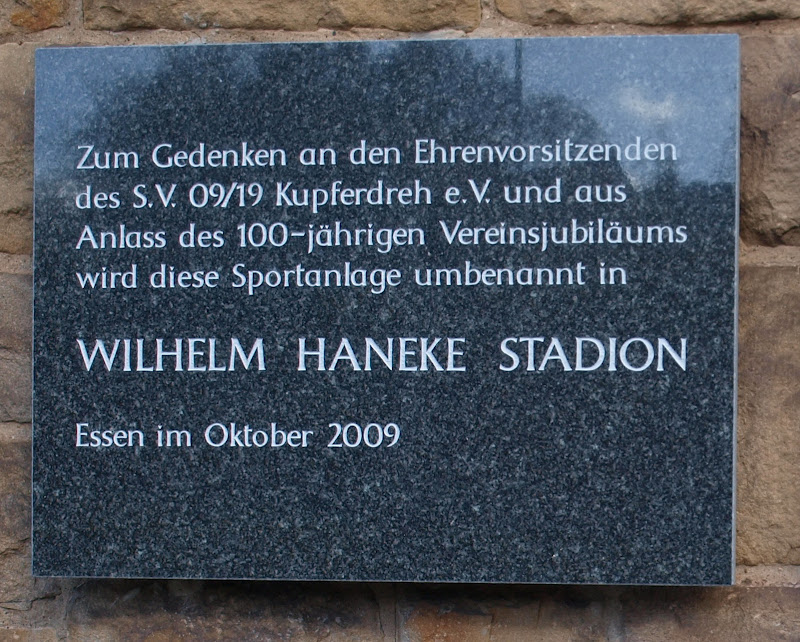 Zum Gedenken an den Ehrenvorsitzenden
des S.V. 09/19 Kupferdreh e.V. und aus
Anlass des 100-jährigen Vereinsjubiläums
wird diese Sportanlage umbenannt in
WILHELM HANEKE STADION
Essen im Oktober 2009